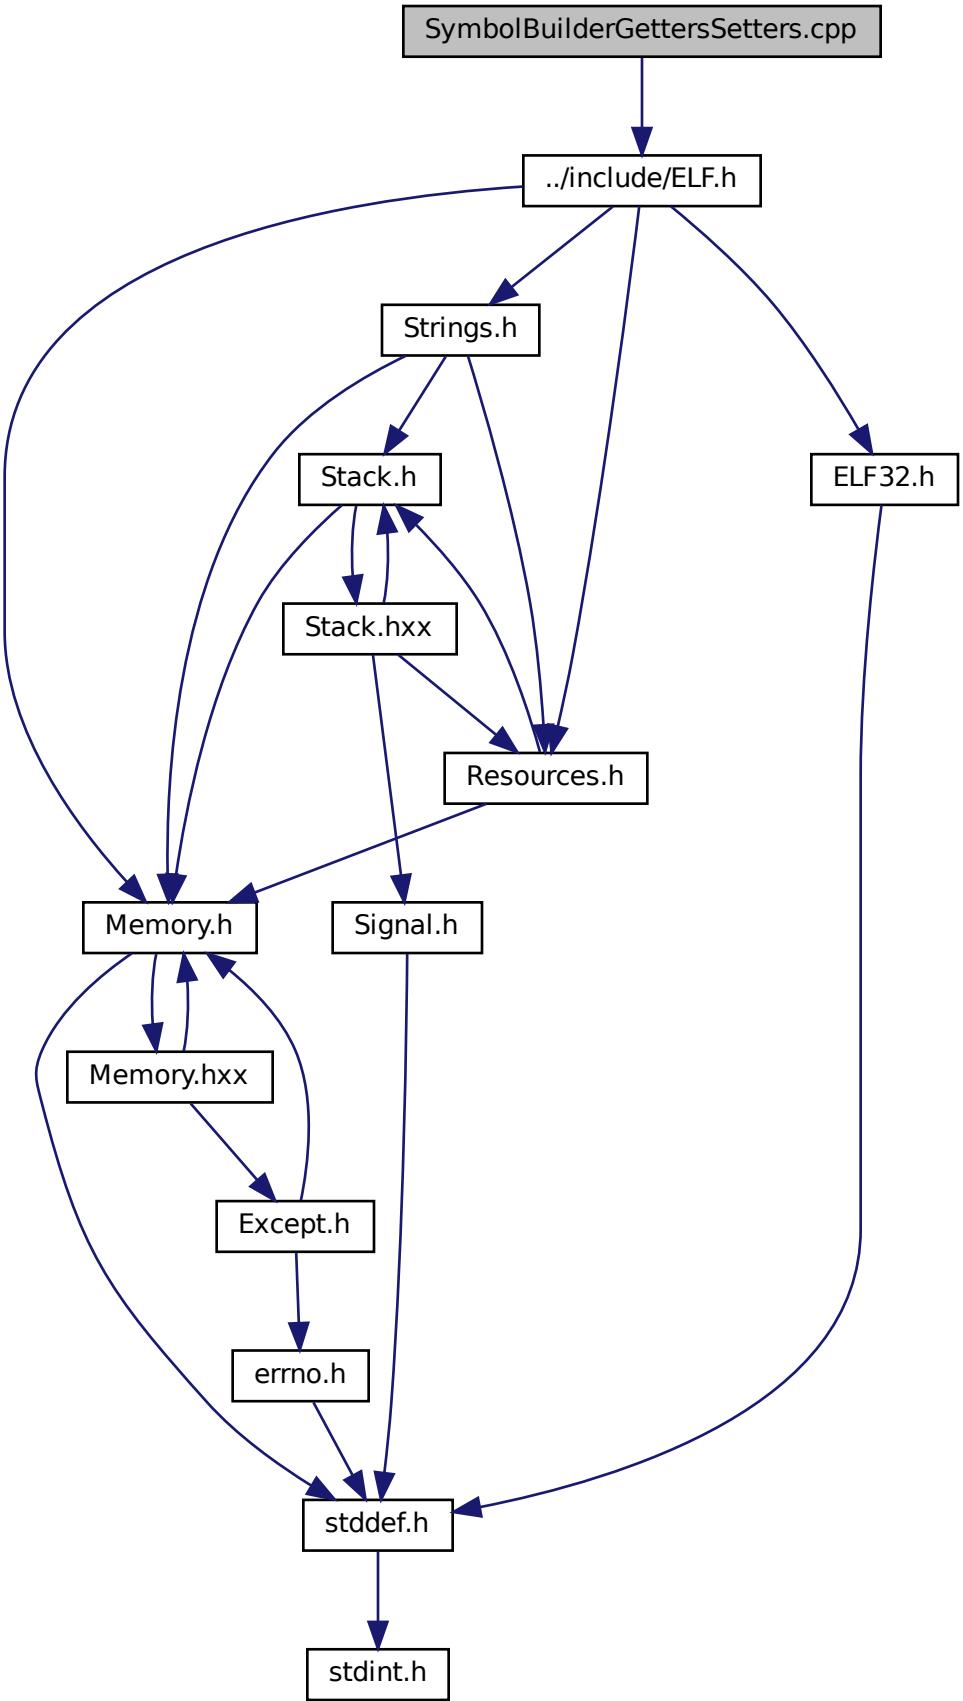 SymbolBuilderGettersSetters.cpp
../include/ELF.h
Strings.h
Stack.h
ELF32.h
Stack.hxx
Resources.h
Memory.h
Signal.h
Memory.hxx
Except.h
errno.h
stddef.h
stdint.h